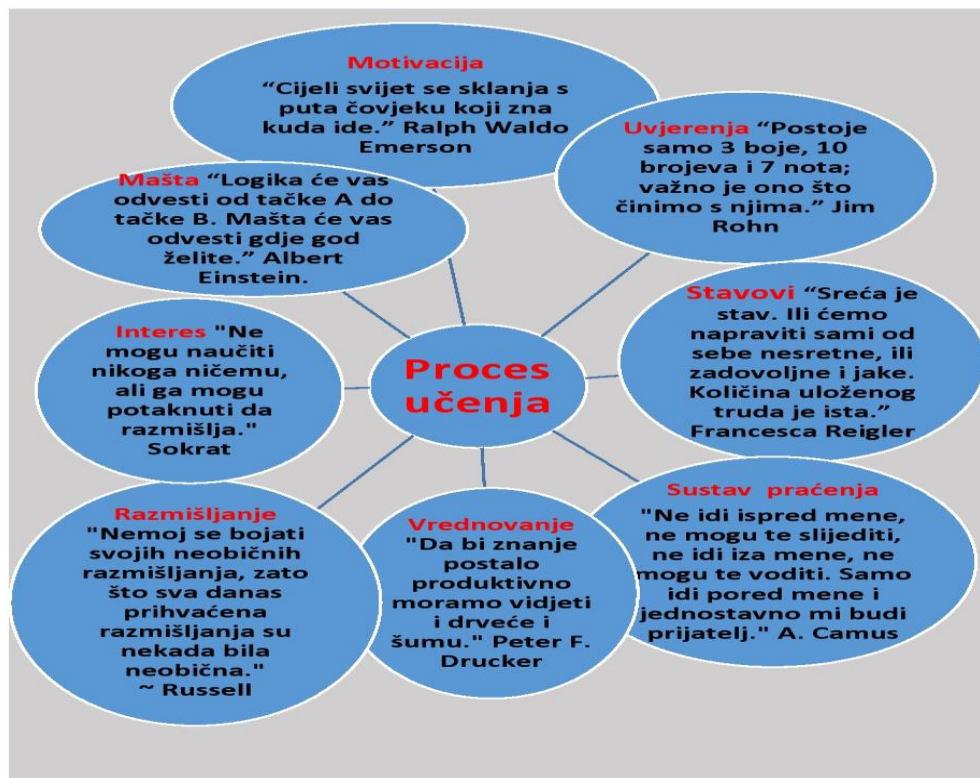 Motivacija
“Cijeli svijet se sklanja s
puta čovjeku koji zna
kuda ide.” Ralph Waldo
Emerson
Uvjerenja “Postoje
samo 3 boje, 10
brojeva i 7 nota;
važno je ono što
činimo s njima.” Jim
Rohn
Mašta “Logika će vas
odvesti od tačke A do
tačke B. Mašta će vas
odvesti gdje god
želite.” Albert
Einstein.
Stavovi “Sreća je
stav. Ili ćemo
napraviti sami od
sebe nesretne, ili
zadovoljne i jake.
Količina uloženog
truda je ista.”
Francesca Reigler
Interes "Ne
mogu naučiti
nikoga ničemu,
ali ga mogu
potaknuti da
razmišlja."
Sokrat
Proces
učenja
Razmišljanje
"Nemoj se bojati
svojih neobičnih
razmišljanja, zato
što sva danas
prihvaćena
razmišljanja su
nekada bila
neobična."
~ Russell
Vrednovanje
"Da bi znanje
postalo
produktivno
moramo vidjeti
i drveće i
šumu." Peter F.
Drucker
Sustav praćenja
"Ne idi ispred mene,
ne mogu te slijediti,
ne idi iza mene, ne
mogu te voditi. Samo
idi pored mene i
jednostavno mi budi
prijatelj." A. Camus